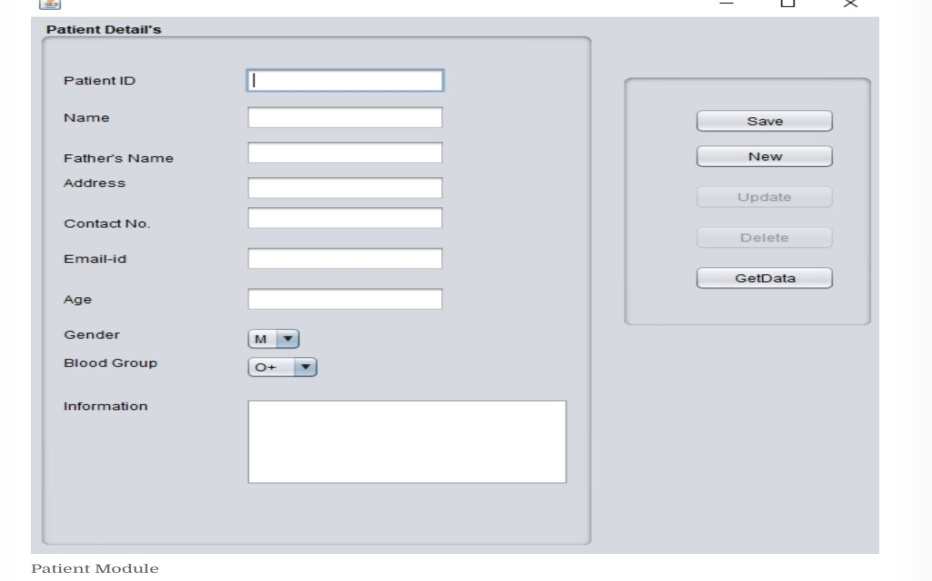 Patient Detail's
Patient ID
Name
Father's Name
Address
Contact No.
Email-id
Age
Gender
M
Blood Group
O+
Information
Save
New
Update
Delete
GetData
Patient Module